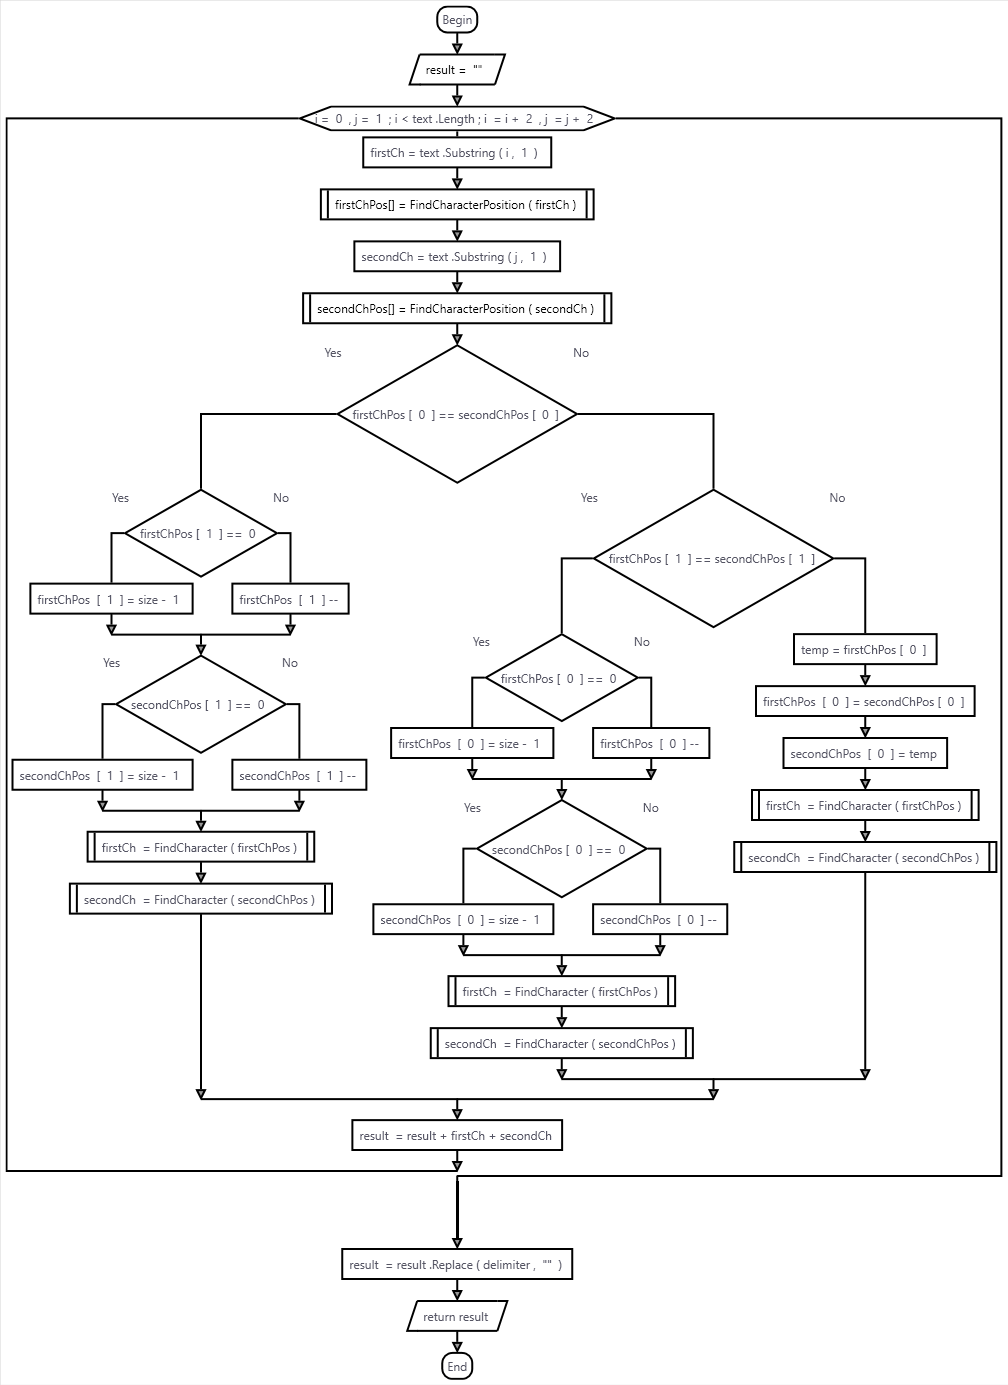 Begin
result = ""
i = 0 , j = 1 ; i < text .Length ; i = i + 2 , j = j + 2
firstCh = text .Substring ( i , 1 )
firstChPos[] = FindCharacterPosition ( firstCh )
secondCh = text .Substring ( j , 1 )
secondChPos[] = FindCharacterPosition ( secondCh )
Yes
No
firstChPos [ 0 ] == secondChPos [ 0 ]
Yes
No
firstChPos [ 1 ] == 0
firstChPos [ 1 ] = size - 1
firstChPos [ 1 ] --
Yes
No
secondChPos [ 1 ] == 0
secondChPos [ 1 ] = size - 1
secondChPos [ 1 ] --
firstCh = FindCharacter ( firstChPos )
secondCh = FindCharacter ( secondChPos )
Yes
No
firstChPos [ 1 ] == secondChPos [ 1 ]
Yes
No
firstChPos [ 0 ] == 0
firstChPos [ 0 ] = size - 1
firstChPos [ 0 ] --
Yes
No
secondChPos [ 0 ] == 0
secondChPos [ 0 ] = size - 1
secondChPos [ 0 ] --
firstCh = FindCharacter ( firstChPos )
secondCh = FindCharacter ( secondChPos )
temp = firstChPos [ 0 ]
firstChPos [ 0 ] = secondChPos [ 0 ]
secondChPos [ 0 ] = temp
firstCh = FindCharacter ( firstChPos )
secondCh = FindCharacter ( secondChPos )
result = result + firstCh + secondCh
result = result .Replace ( delimiter , "" )
return result
End